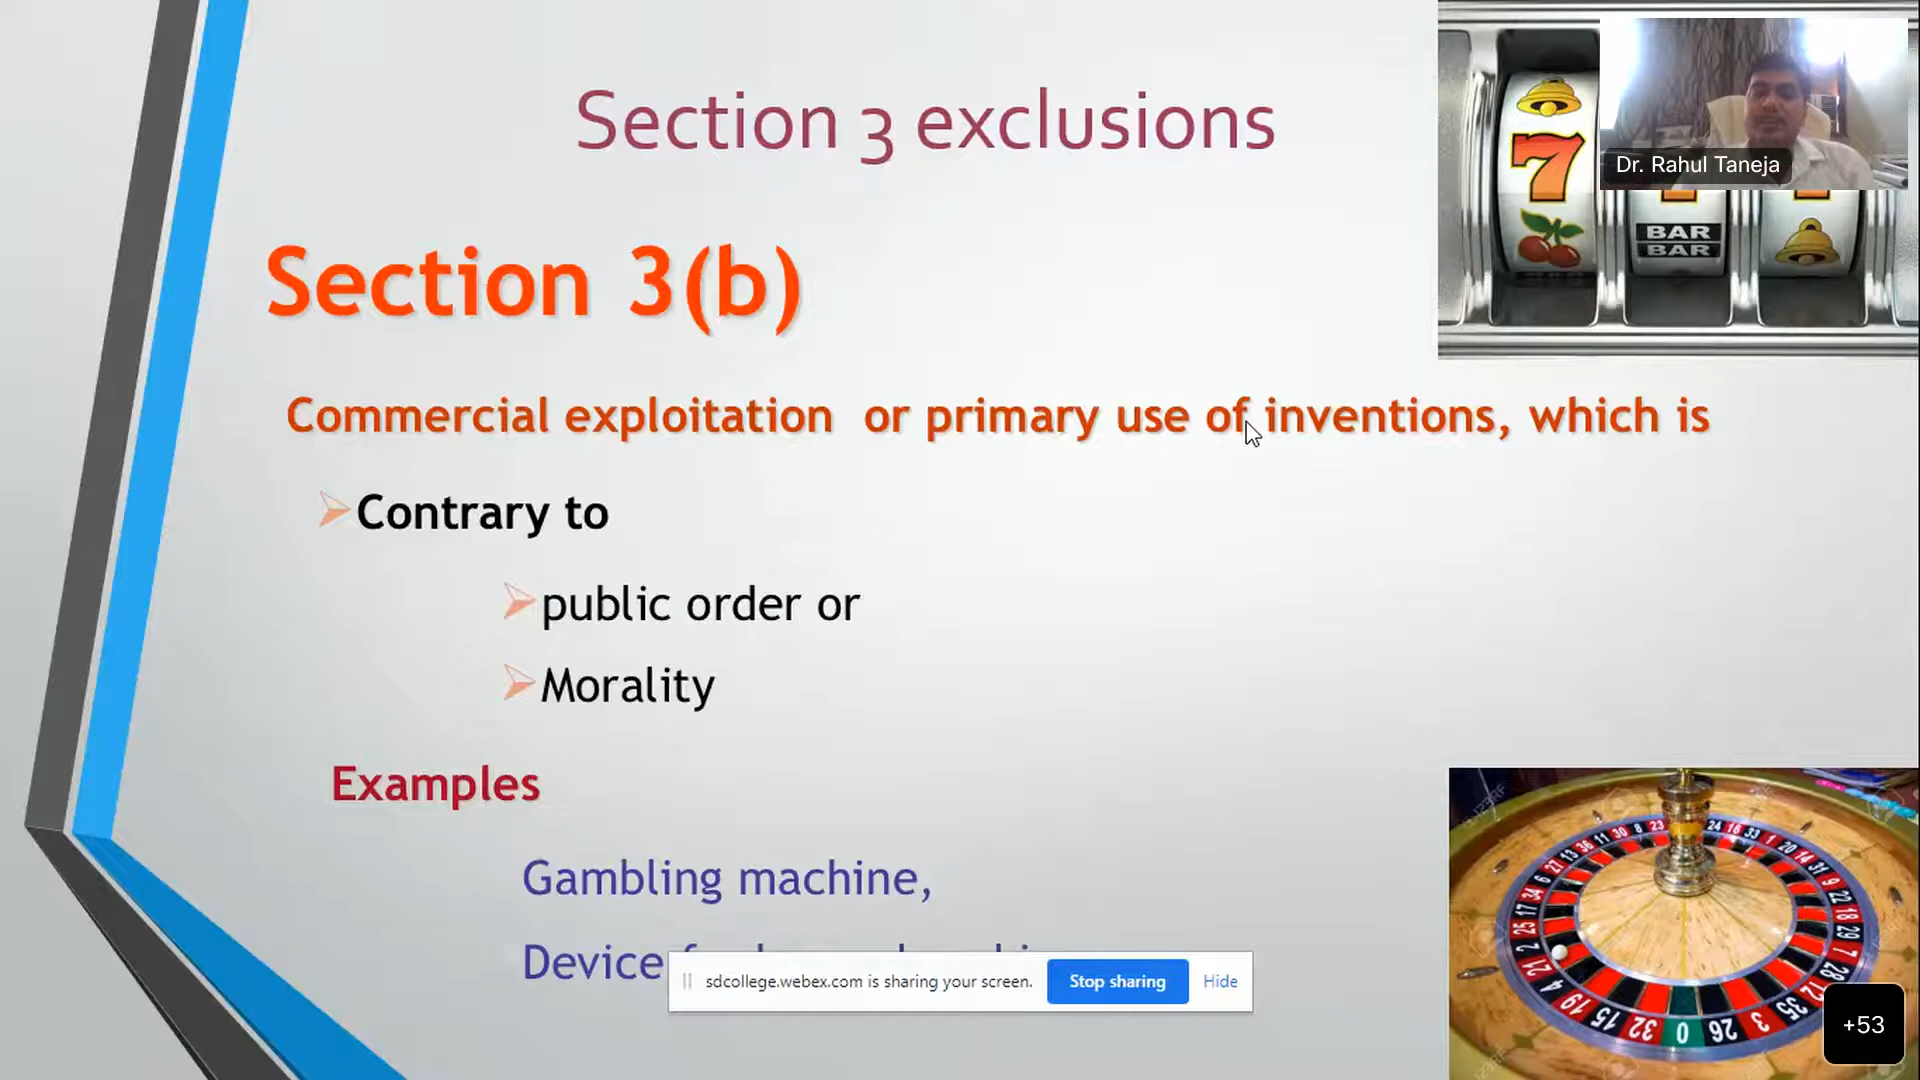 Section 3 exclusions
Dr. Rahul Taneja
7
BAR
BAR
Section 3(b)
Commercial exploitation or primary use of inventions, which is
Contrary to
public order or
Morality
Examples
Gambling machine,
Device
sdcollege.webex.com is sharing your screen.
Stop sharing
Hide
+53